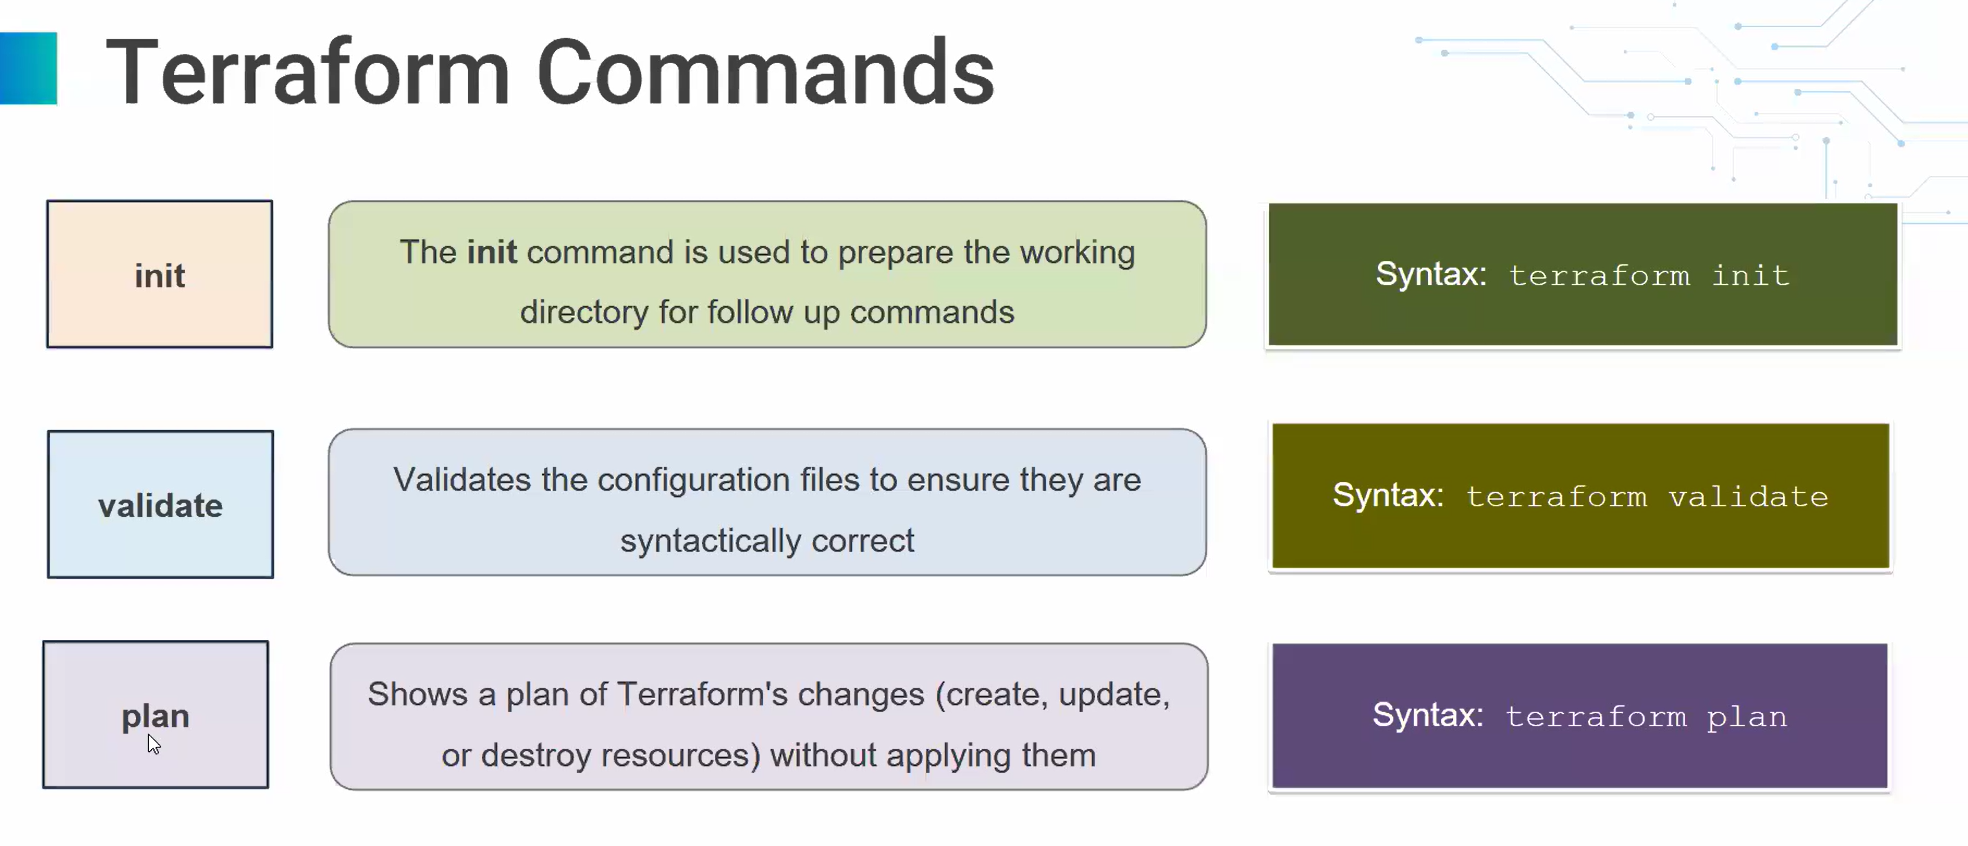 Terraform Commands
init
The init command is used to prepare the working
directory for follow up commands
Syntax: terraform init
validate
Validates the configuration files to ensure they are
syntactically correct
Syntax: terraform validate
plan
Shows a plan of Terraform's changes (create, update,
or destroy resources) without applying them
Syntax: terraform plan